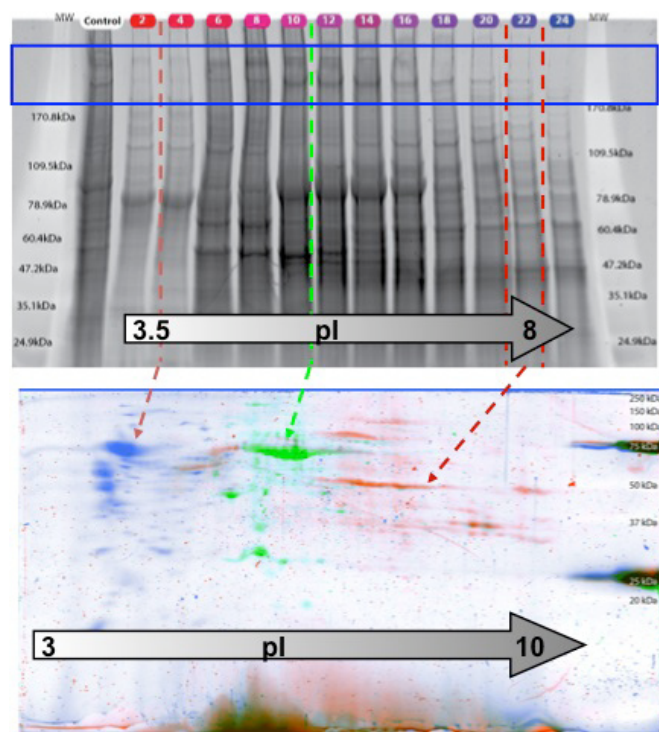 MW Control 2 4 6 8 10 12 14 16 18 20 22 24 MW
170.8kDa 170.8kDa
109.5kDa 109.5kDa
78.9kDa 78.9kDa
60.4kDa 60.4kDa
47.2kDa 47.2kDa
35.1kDa 35.1kDa
3.5 pI 8
24.9kDa 24.9kDa
250 kDa
150 kDa
100 kDa
75 kDa
50 kDa
37 kDa
25 kDa
20 kDa
3 pI 10